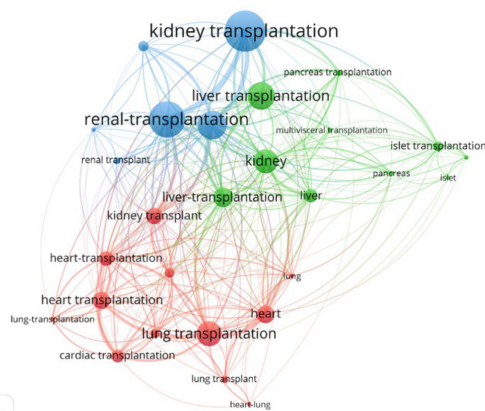 kidney transplantation
pancreas transplantation
liver transplantation
renal-transplantation
multivisceral transplantation
islet transplantation
renal transplant
kidney
pancreas
islet
liver-transplantation
liver
kidney transplant
heart-transplantation
lung
heart transplantation
heart
lung-transplantation
lung transplantation
cardiac transplantation
lung transplant
heart-lung